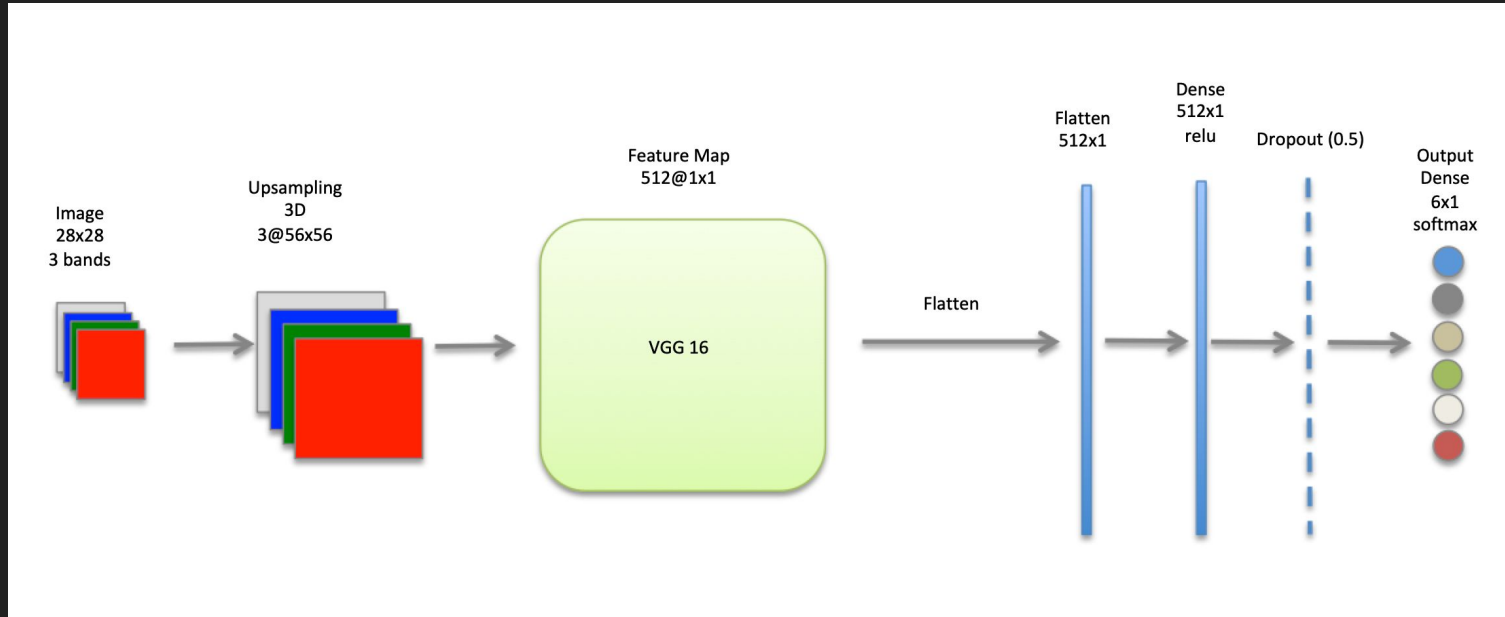 Image
28x28
3 bands
Upsampling
3D
3@56x56
Feature Map
512@1x1
VGG 16
Flatten
Flatten
512x1
Dense
512x1
relu
Dropout (0.5)
Output
Dense
6x1
softmax